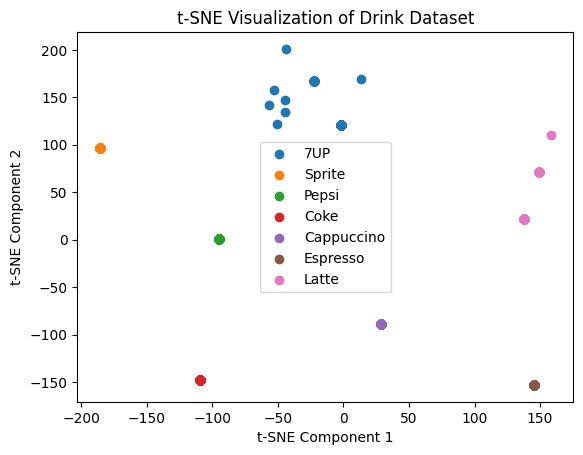 t-SNE Visualization of Drink Dataset
200
150
100
50
0
−50
−100
−150
t-SNE Component 2
7UP
Sprite
Pepsi
Coke
Cappuccino
Espresso
Latte
−200
−150
−100
−50
0
50
100
150
t-SNE Component 1